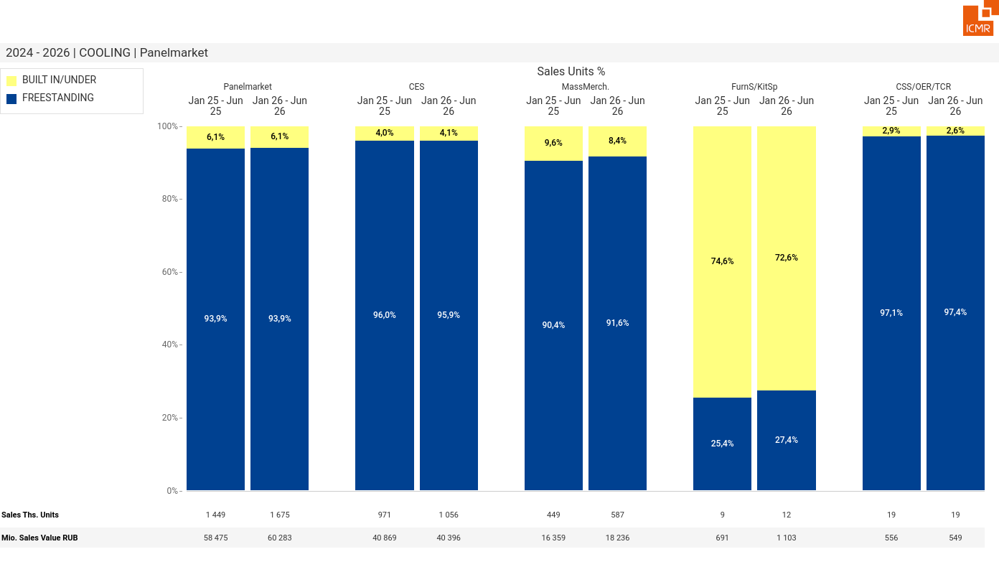 ICMR
2024 - 2026 | COOLING | Panelmarket
BUILT IN/UNDER
FREESTANDING
Sales Units %
Panelmarket CES MassMerch. FurnS/KitSp CSS/OER/TCR
Jan 25 - Jun Jan 26 - Jun Jan 25 - Jun Jan 26 - Jun Jan 25 - Jun Jan 26 - Jun Jan 25 - Jun Jan 26 - Jun Jan 25 - Jun Jan 26 - Jun
25 26 25 26 25 26 25 26 25 26
100%
6,1% 6,1% 4,0% 4,1% 9,6% 8,4% 74,6% 72,6% 2,9% 2,6%
80%
60%
93,9% 93,9% 96,0% 95,9% 90,4% 91,6% 25,4% 27,4% 97,1% 97,4%
40%
20%
0%
Sales Ths. Units 1 449 1 675 971 1 056 449 587 9 12 19 19
Mio. Sales Value RUB 58 475 60 283 40 869 40 396 16 359 18 236 691 1 103 556 549